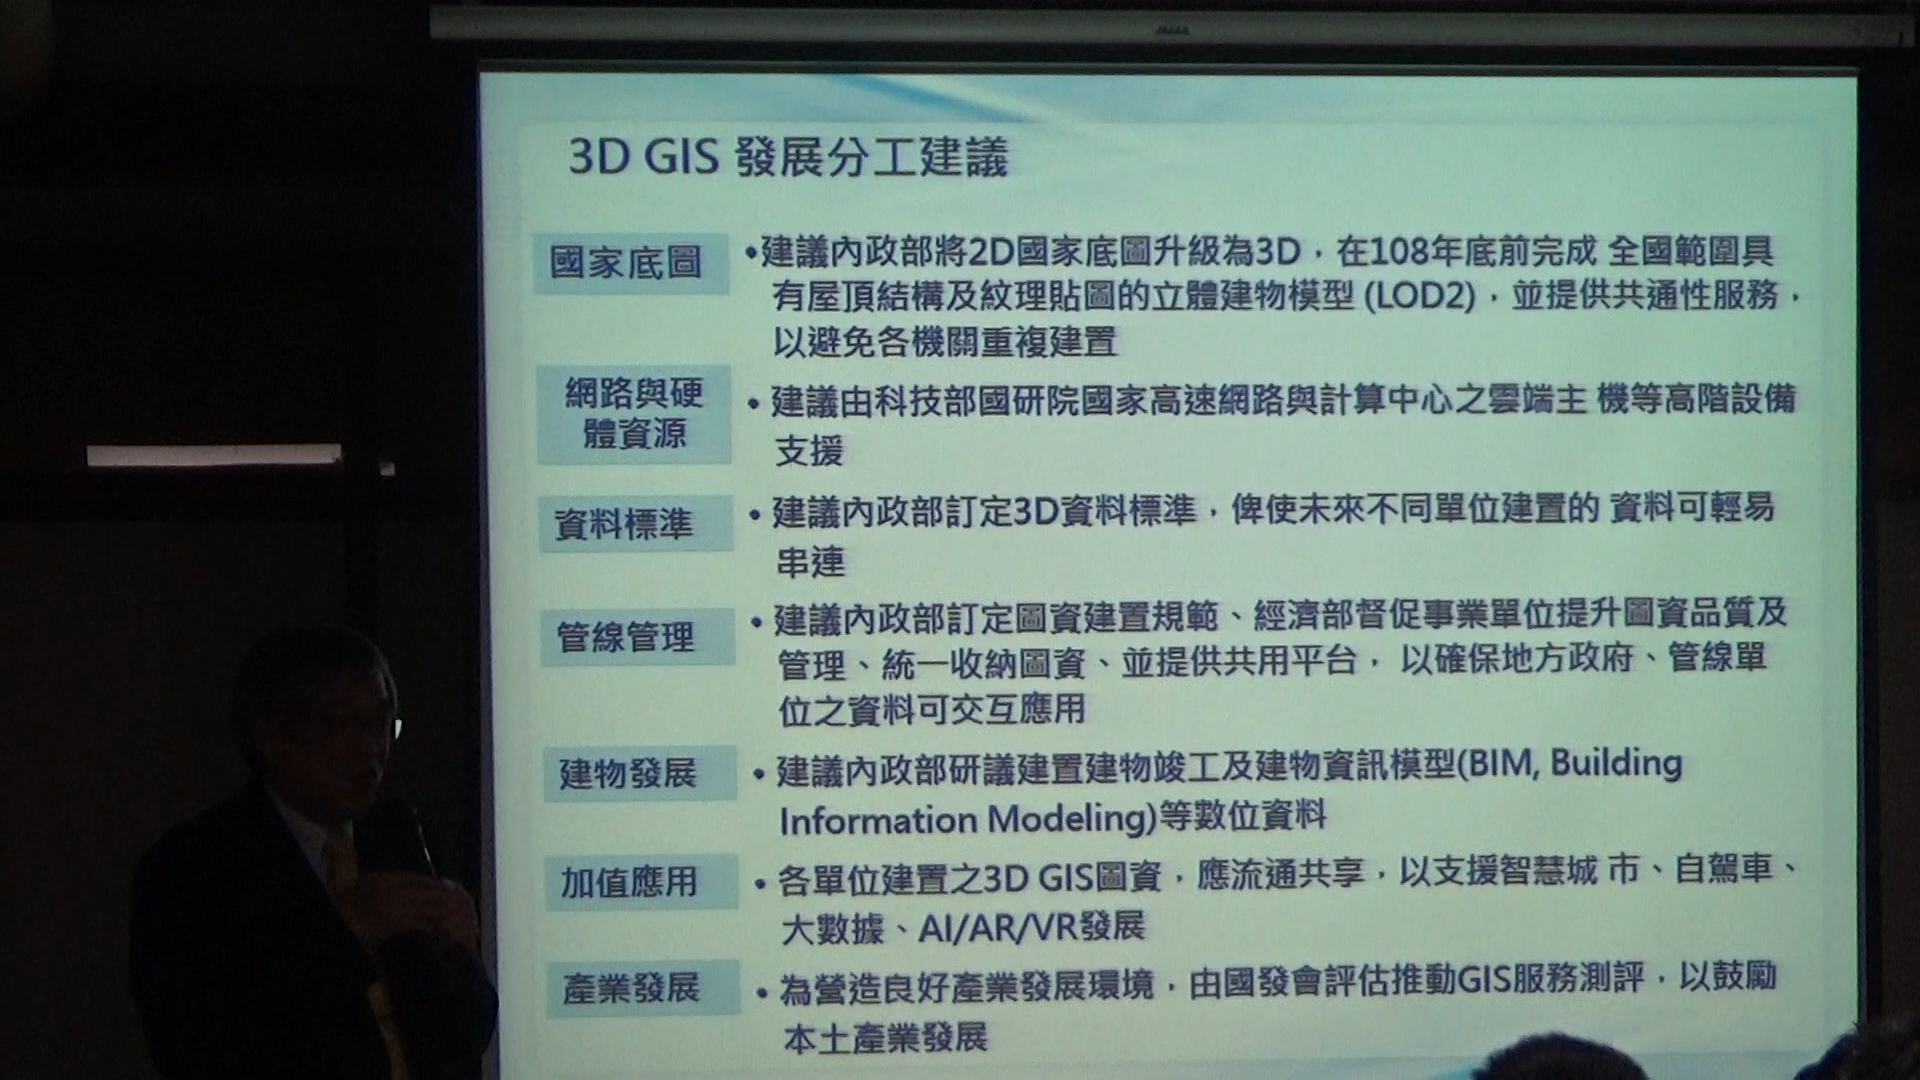 3D GIS 發展分工建議
國家底圖
•建議內政部將2D國家底圖升級為3D，在108年底前完成 全國範圍具
有屋頂結構及紋理貼圖的立體建物模型 (LOD2)，並提供共通性服務，
以避免各機關重複建置
網路與硬
體資源
• 建議由科技部國研院國家高速網路與計算中心之雲端主 機等高階設備
支援
資料標準
• 建議內政部訂定3D資料標準，俾使未來不同單位建置的 資料可輕易
串連
管線管理
• 建議內政部訂定圖資建置規範、經濟部督促事業單位提升圖資品質及
管理、統一收納圖資、並提供共用平台， 以確保地方政府、管線單
位之資料可交互應用
建物發展
• 建議內政部研議建置建物竣工及建物資訊模型(BIM, Building
Information Modeling)等數位資料
加值應用
• 各單位建置之3D GIS圖資，應流通共享，以支援智慧城 市、自駕車、
大數據、AI/AR/VR發展
產業發展
• 為營造良好產業發展環境，由國發會評估推動GIS服務測評，以鼓勵
本土產業發展